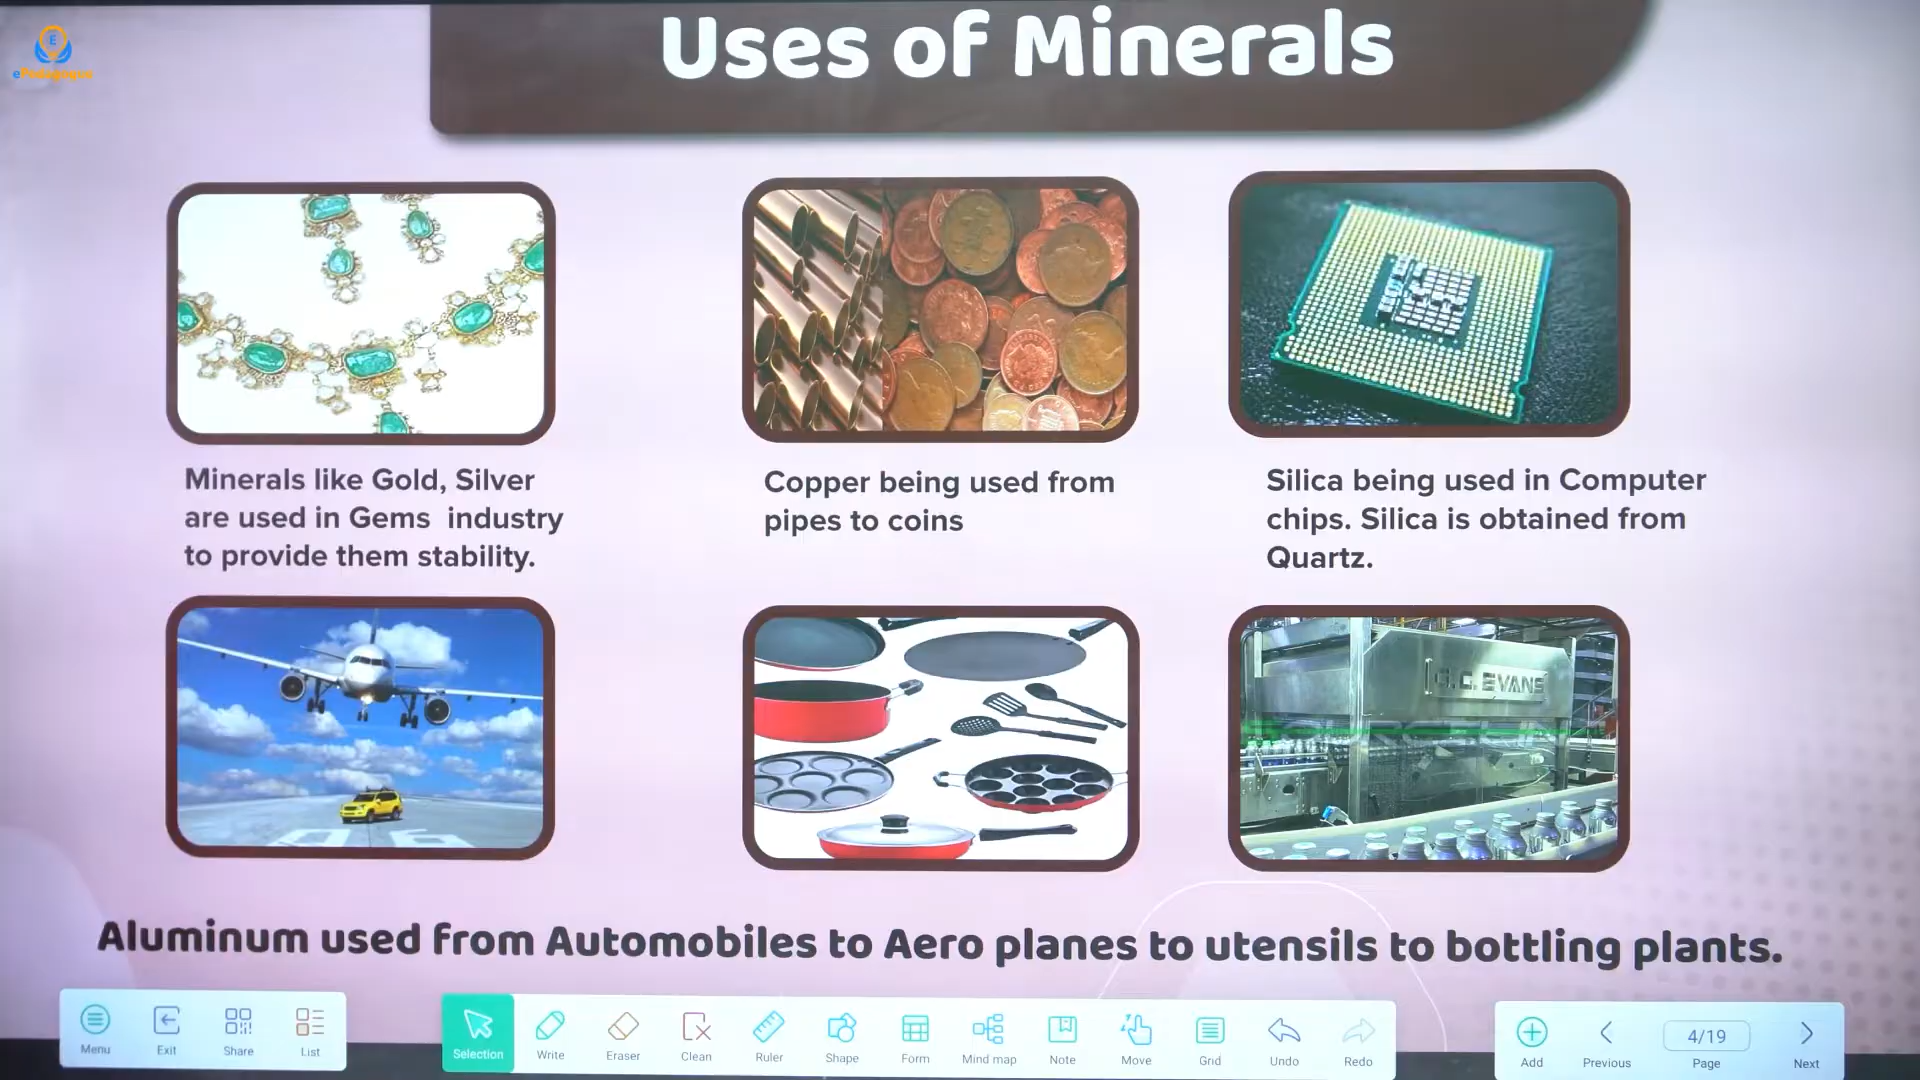 ePedagogus
Uses of Minerals
Minerals like Gold, Silver
are used in Gems industry
to provide them stability.
Copper being used from
pipes to coins
Silica being used in Computer
chips. Silica is obtained from
Quartz.
EVANS
Aluminum used from Automobiles to Aero planes to utensils to bottling plants.
Menu
Exit
Share
List
Selection
Write
Eraser
Clean
Ruler
Shape
Form
Mind map
Note
Move
Grid
Undo
Redo
Add
Previous
4/19
Page
Next